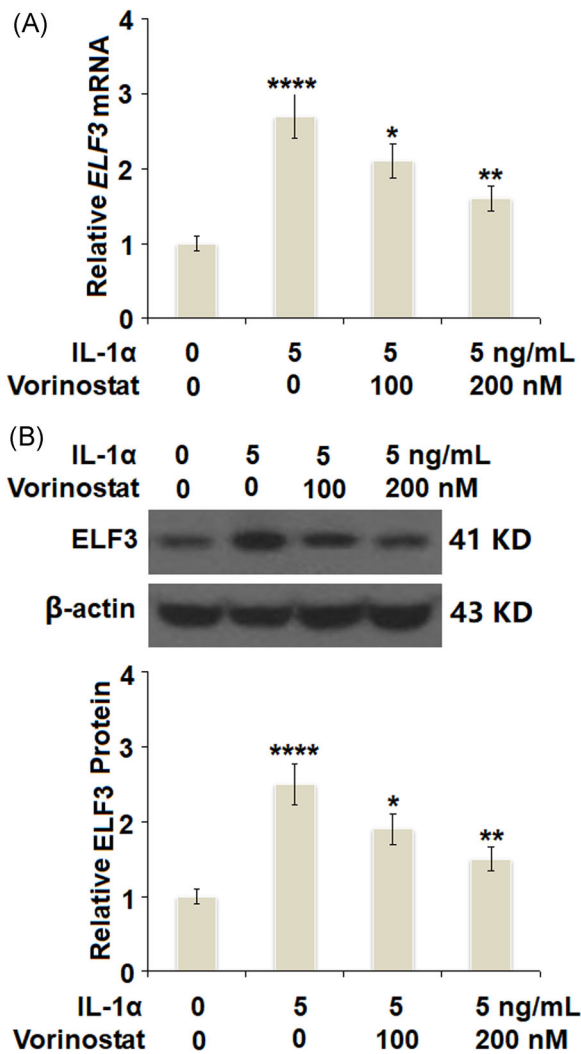 (A)
Relative ELF3 mRNA
4
3
2
1
0
****
*
**
IL-1α 0 5 5 5 ng/mL
Vorinostat 0 0 100 200 nM
(B)
IL-1α 0 5 5 5 ng/mL
Vorinostat 0 0 100 200 nM
ELF3 41 KD
β-actin 43 KD
Relative ELF3 Protein
4
3
2
1
0
****
*
**
IL-1α 0 5 5 5 ng/mL
Vorinostat 0 0 100 200 nM